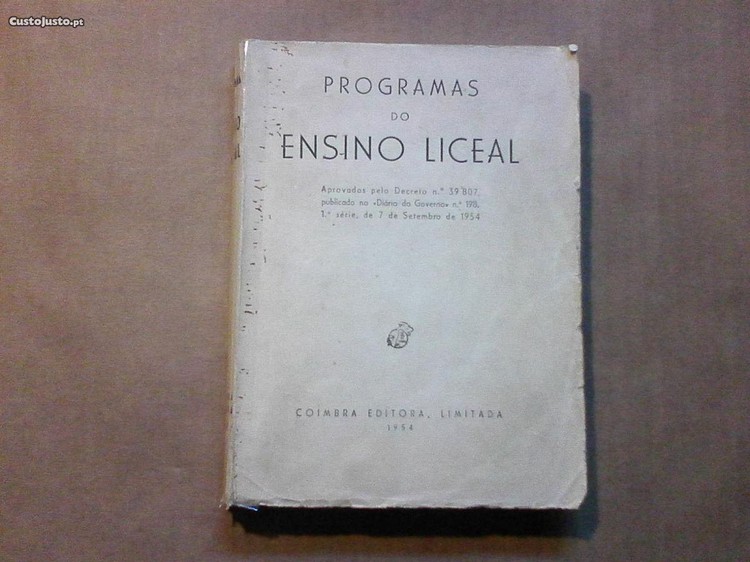 CustoJusto.pt
PROGRAMAS
DO
ENSINO LICEAL
Aprovados pelo Decreto n.º 39 807,
publicado no «Diário do Governo» n.º 198,
1.ª série, de 7 de Setembro de 1954
COIMBRA EDITORA, LIMITADA
1954